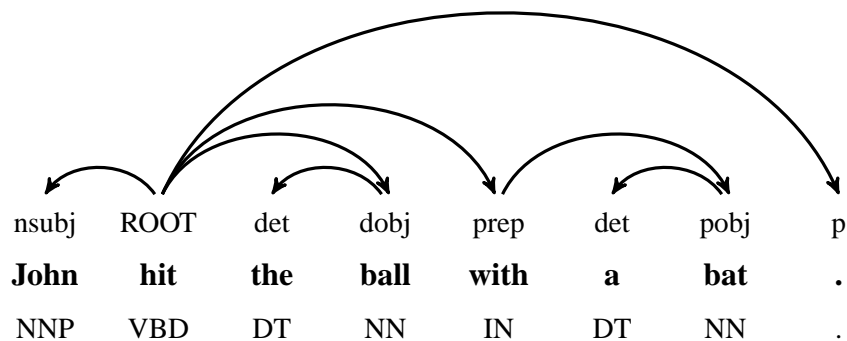 nsubj ROOT det dobj prep det pobj p
John hit the ball with a bat .
NNP VBD DT NN IN DT NN .